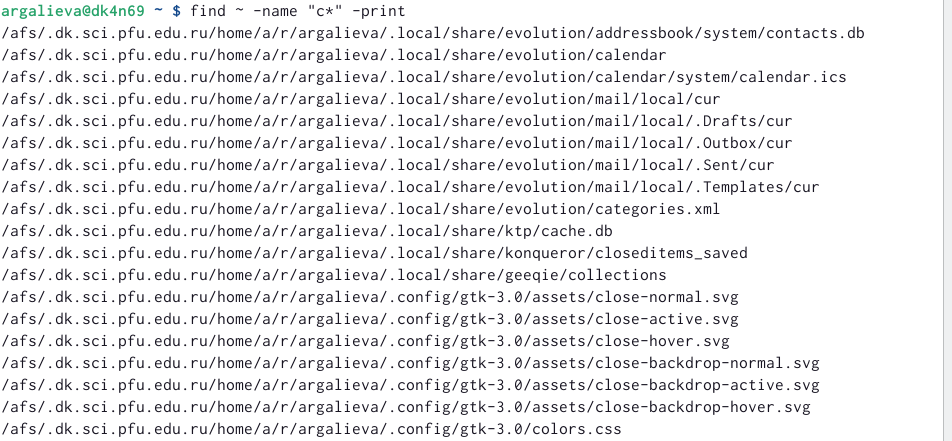 argalieva@dk4n69 ~ $ find ~ -name "c*" -print
/afs/.dk.sci.pfu.edu.ru/home/a/r/argalieva/.local/share/evolution/addressbook/system/contacts.db
/afs/.dk.sci.pfu.edu.ru/home/a/r/argalieva/.local/share/evolution/calendar
/afs/.dk.sci.pfu.edu.ru/home/a/r/argalieva/.local/share/evolution/calendar/system/calendar.ics
/afs/.dk.sci.pfu.edu.ru/home/a/r/argalieva/.local/share/evolution/mail/local/cur
/afs/.dk.sci.pfu.edu.ru/home/a/r/argalieva/.local/share/evolution/mail/local/.Drafts/cur
/afs/.dk.sci.pfu.edu.ru/home/a/r/argalieva/.local/share/evolution/mail/local/.Outbox/cur
/afs/.dk.sci.pfu.edu.ru/home/a/r/argalieva/.local/share/evolution/mail/local/.Sent/cur
/afs/.dk.sci.pfu.edu.ru/home/a/r/argalieva/.local/share/evolution/mail/local/.Templates/cur
/afs/.dk.sci.pfu.edu.ru/home/a/r/argalieva/.local/share/evolution/categories.xml
/afs/.dk.sci.pfu.edu.ru/home/a/r/argalieva/.local/share/ktp/cache.db
/afs/.dk.sci.pfu.edu.ru/home/a/r/argalieva/.local/share/konqueror/closeditems_saved
/afs/.dk.sci.pfu.edu.ru/home/a/r/argalieva/.local/share/geeqie/collections
/afs/.dk.sci.pfu.edu.ru/home/a/r/argalieva/.config/gtk-3.0/assets/close-normal.svg
/afs/.dk.sci.pfu.edu.ru/home/a/r/argalieva/.config/gtk-3.0/assets/close-active.svg
/afs/.dk.sci.pfu.edu.ru/home/a/r/argalieva/.config/gtk-3.0/assets/close-hover.svg
/afs/.dk.sci.pfu.edu.ru/home/a/r/argalieva/.config/gtk-3.0/assets/close-backdrop-normal.svg
/afs/.dk.sci.pfu.edu.ru/home/a/r/argalieva/.config/gtk-3.0/assets/close-backdrop-active.svg
/afs/.dk.sci.pfu.edu.ru/home/a/r/argalieva/.config/gtk-3.0/assets/close-backdrop-hover.svg
/afs/.dk.sci.pfu.edu.ru/home/a/r/argalieva/.config/gtk-3.0/colors.css